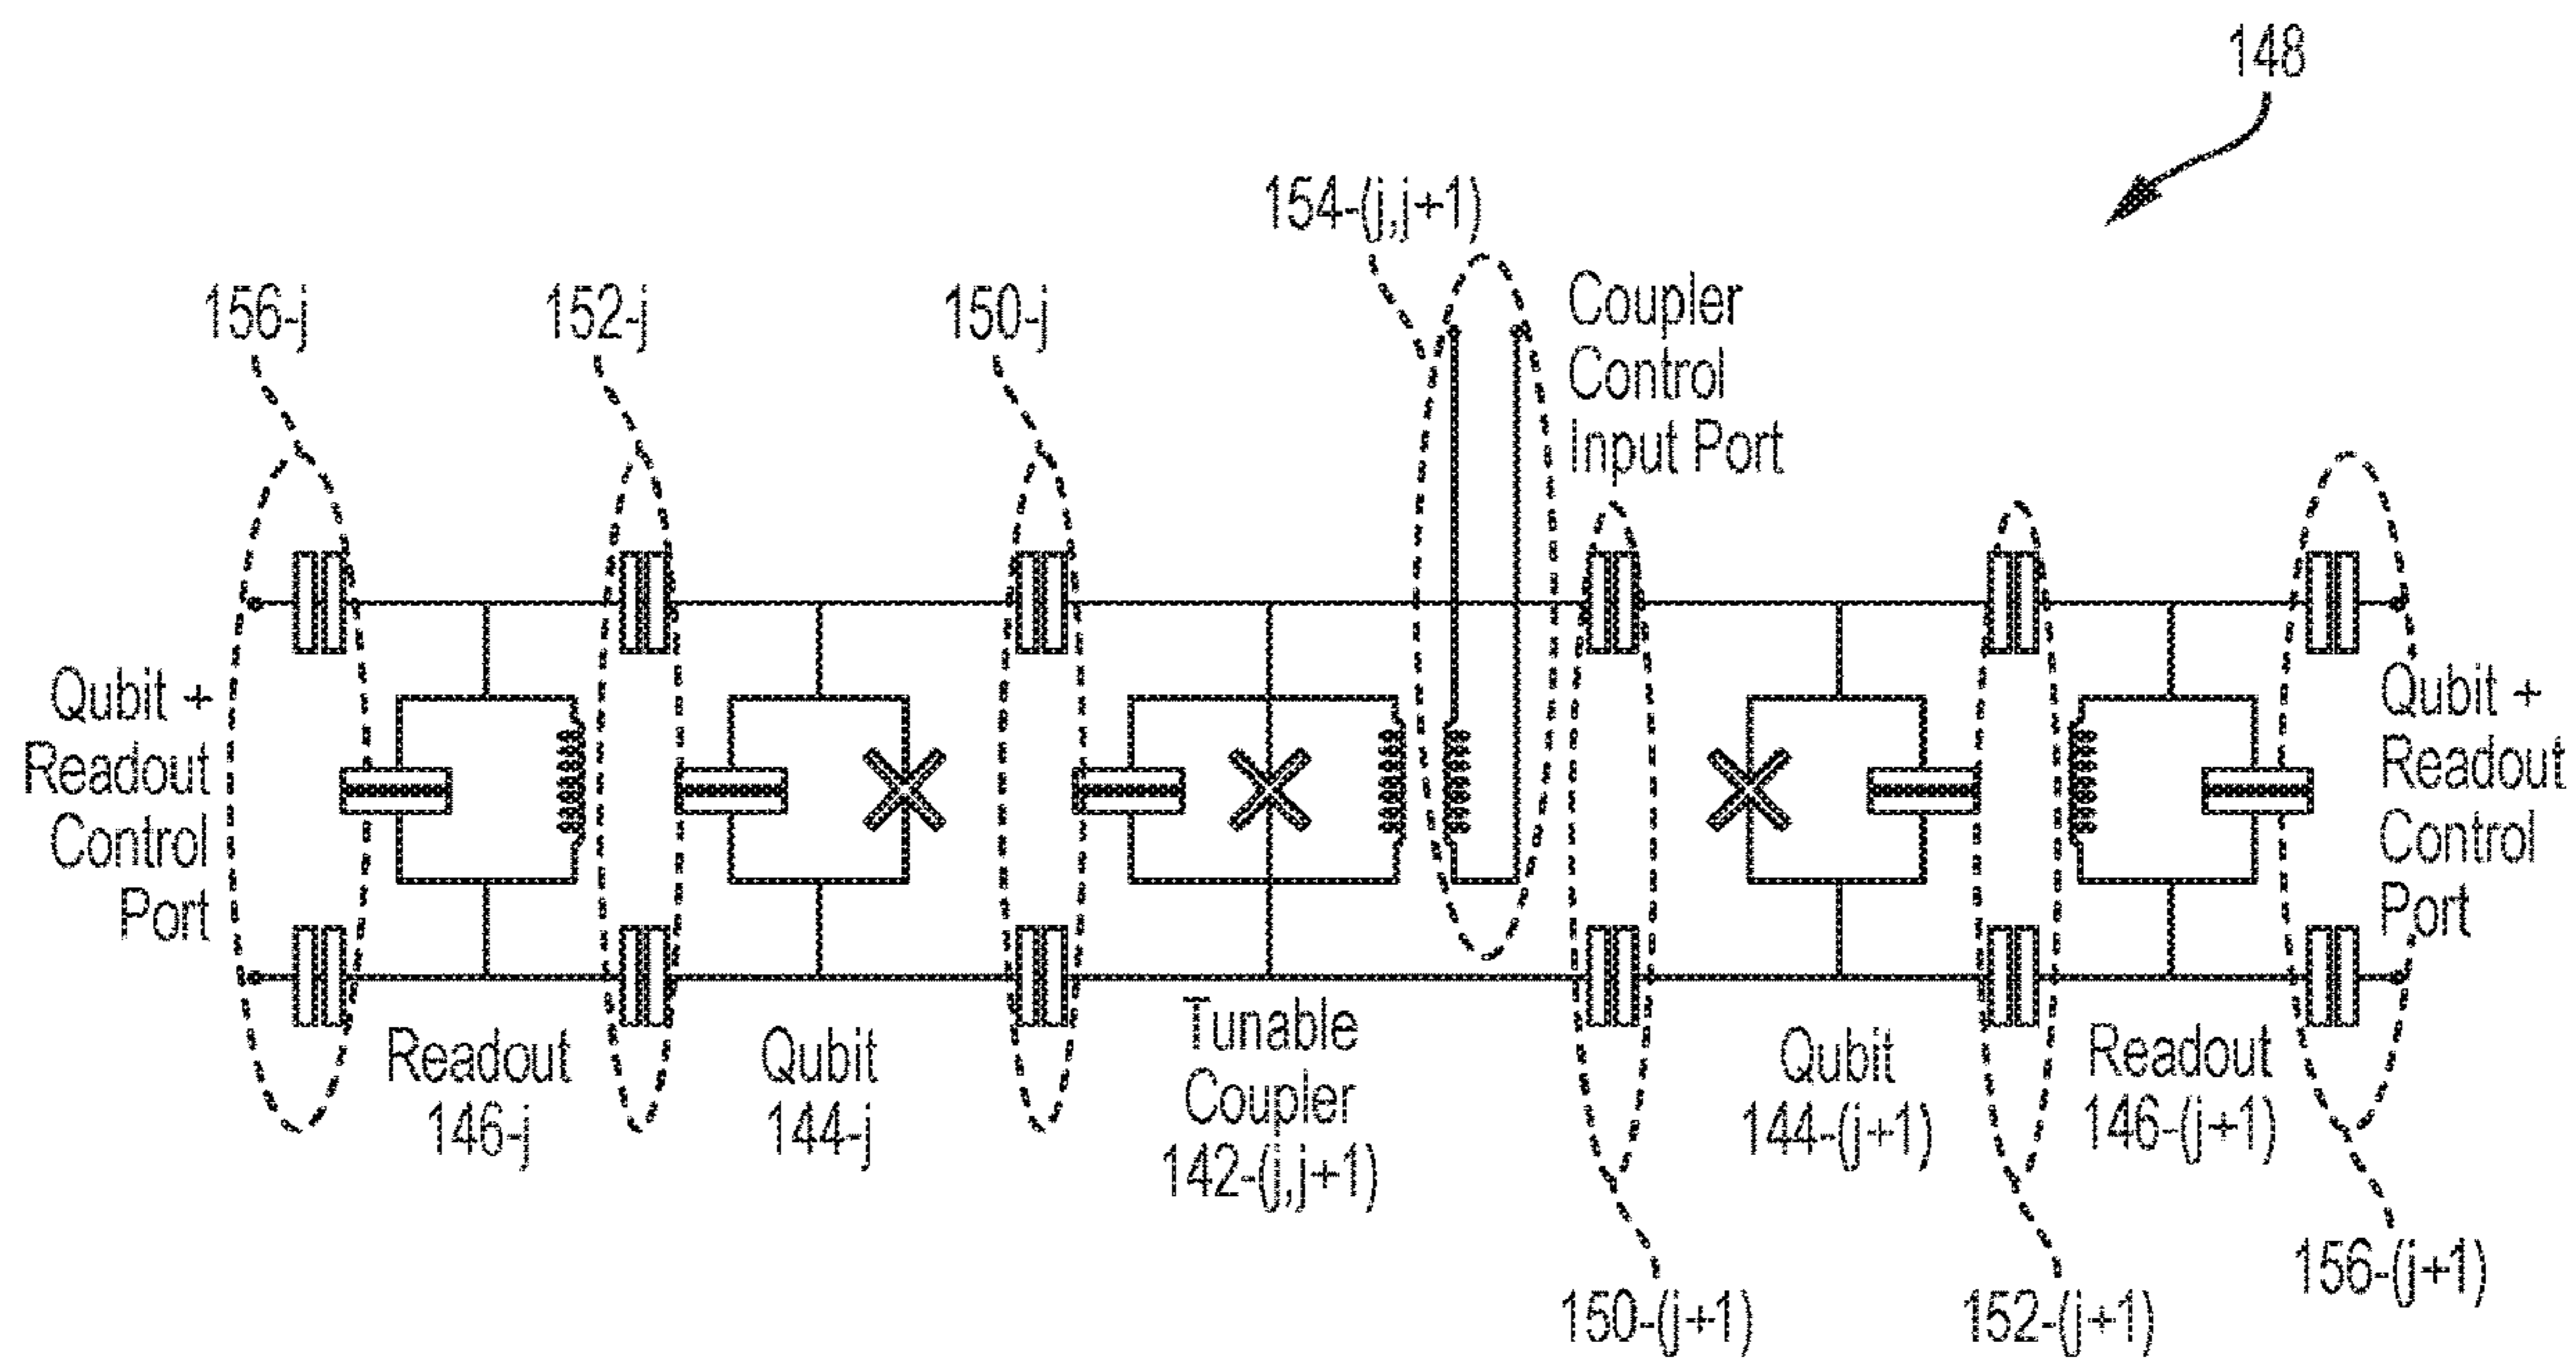 148
154-(j,j+1)
156-j
152-j
150-j
Coupler
Control
Input Port
Qubit +
Readout
Control
Port
Qubit +
Readout
Control
Port
Readout
146-j
Qubit
144-j
Tunable
Coupler
142-(j,j+1)
Qubit
144-(j+1)
Readout
146-(j+1)
150-(j+1)
152-(j+1)
156-(j+1)